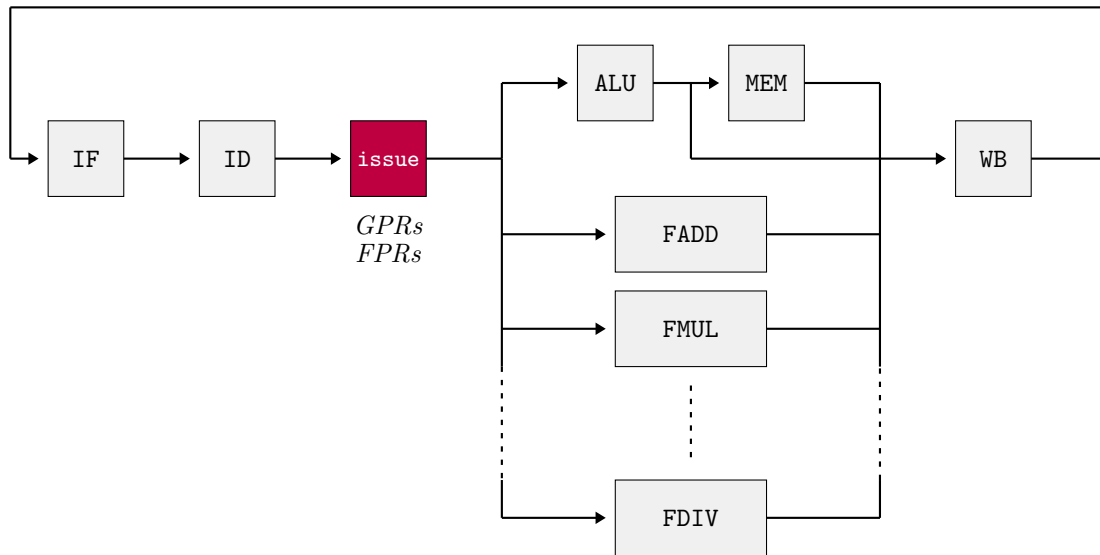 ALU
MEM
IF
ID
issue
WB
GPRs
FPRs
FADD
FMUL
FDIV